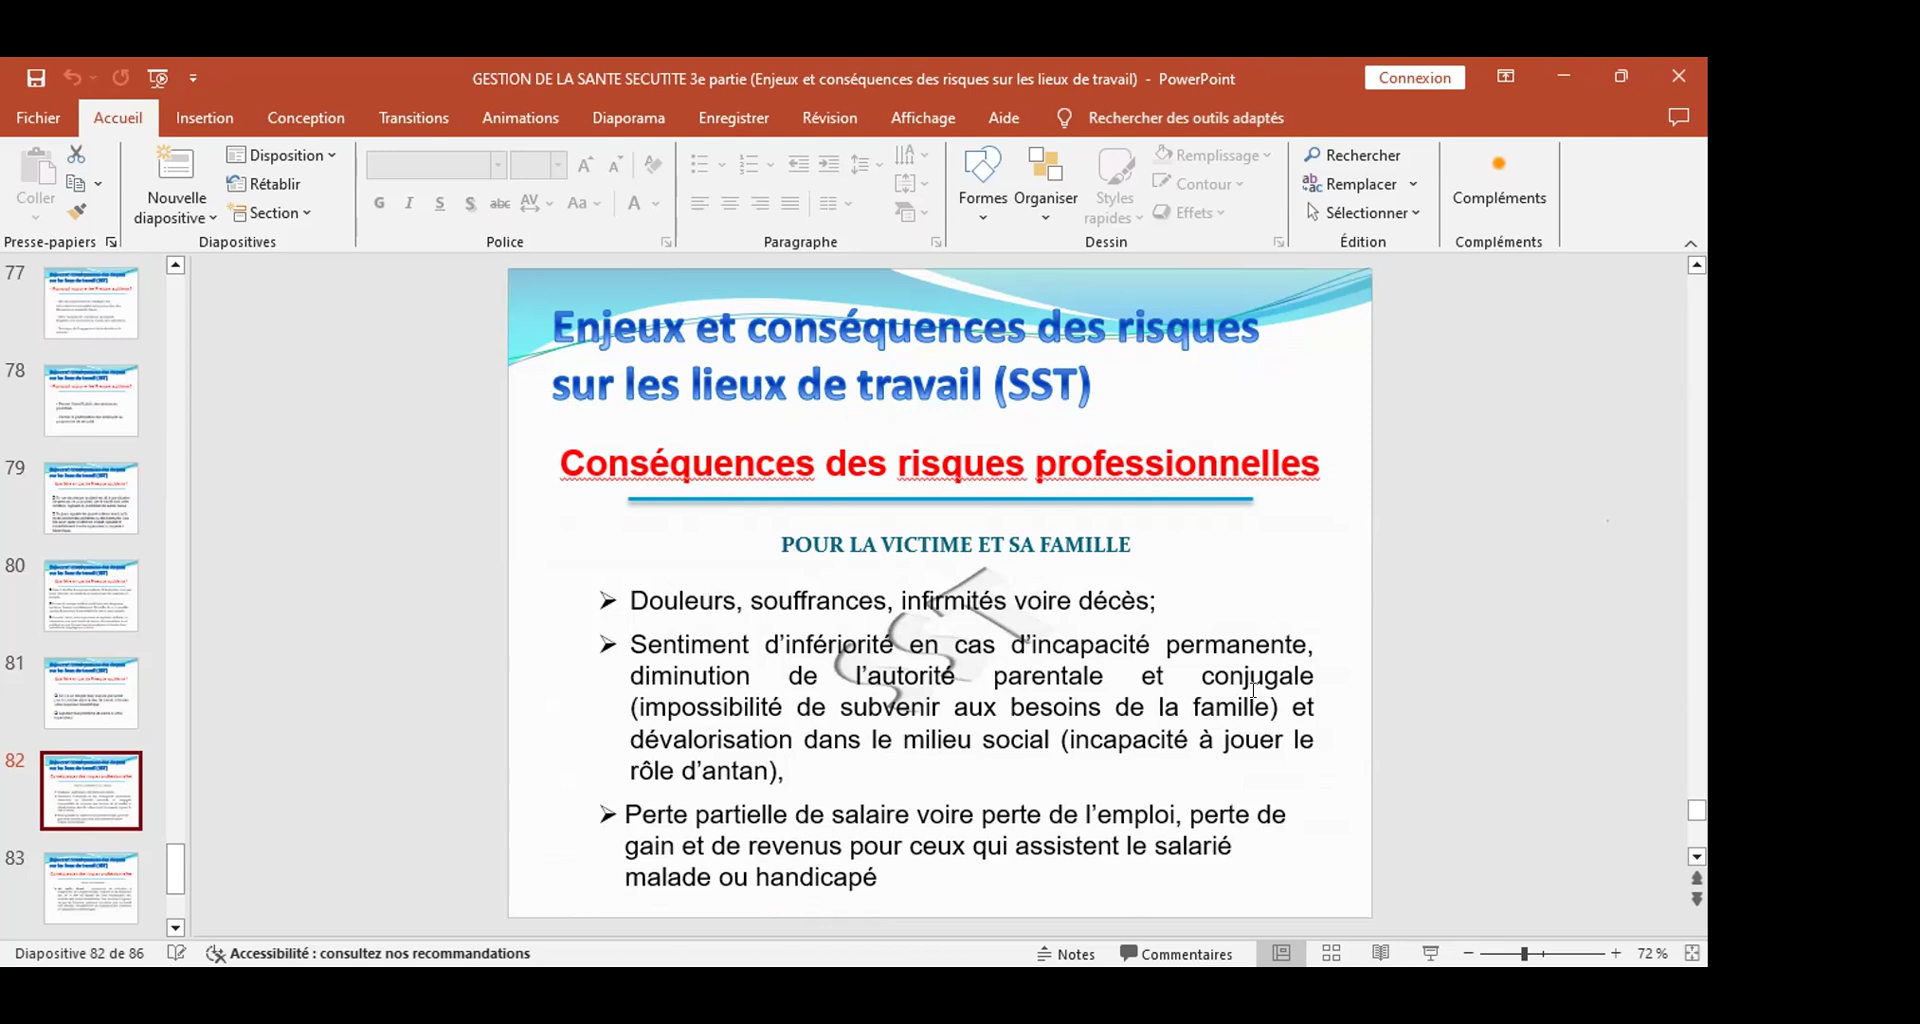 GESTION DE LA SANTE SECUTITE 3e partie (Enjeux et conséquences des risques sur les lieux de travail) - PowerPoint
Connexion
Fichier Accueil Insertion Conception Transitions Animations Diaporama Enregistrer Révision Affichage Aide Rechercher des outils adaptés
Coller
Presse-papiers
Nouvelle diapositive
Disposition
Rétablir
Section
Diapositives
G I S S abc AV Aa A
Police
Paragraphe
Formes
Organiser
Styles rapides
Remplissage
Contour
Effets
Dessin
Rechercher
Remplacer
Sélectionner
Édition
Compléments
Compléments
77
78
79
80
81
82
83
Enjeux et conséquences des risques
sur les lieux de travail (SST)
Conséquences des risques professionnelles
POUR LA VICTIME ET SA FAMILLE
SST
➢ Douleurs, souffrances, infirmités voire décès;
➢ Sentiment d’infériorité en cas d’incapacité permanente,
diminution de l’autorité parentale et conjugale
(impossibilité de subvenir aux besoins de la famille) et
dévalorisation dans le milieu social (incapacité à jouer le
rôle d’antan),
➢ Perte partielle de salaire voire perte de l’emploi, perte de
gain et de revenus pour ceux qui assistent le salarié
malade ou handicapé
Diapositive 82 de 86 Accessibilité : consultez nos recommandations Notes Commentaires 72 %